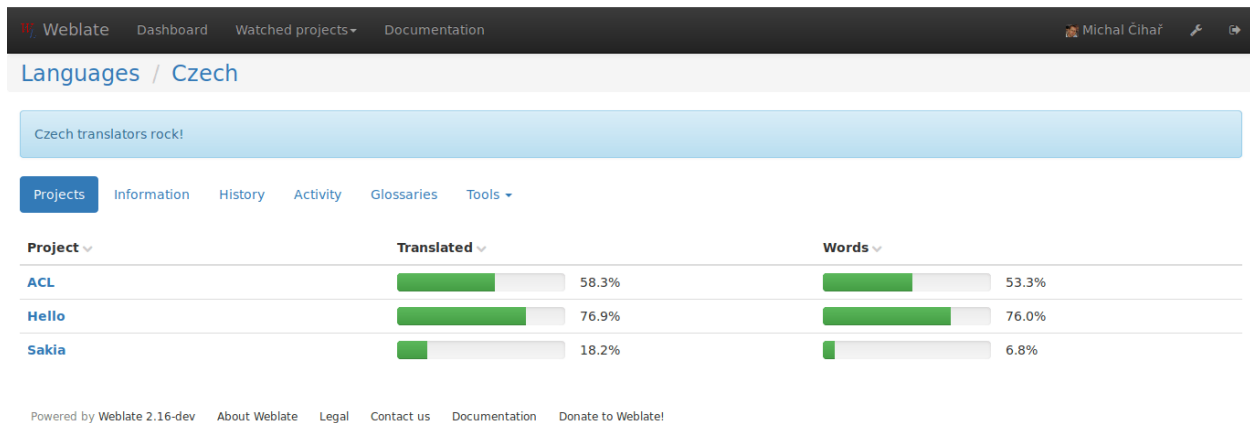 Weblate Dashboard Watched projects Documentation Michal Čihař
Languages / Czech
Czech translators rock!
Projects Information History Activity Glossaries Tools
Project Translated Words
ACL 58.3% 53.3%
Hello 76.9% 76.0%
Sakia 18.2% 6.8%
Powered by Weblate 2.16-dev About Weblate Legal Contact us Documentation Donate to Weblate!